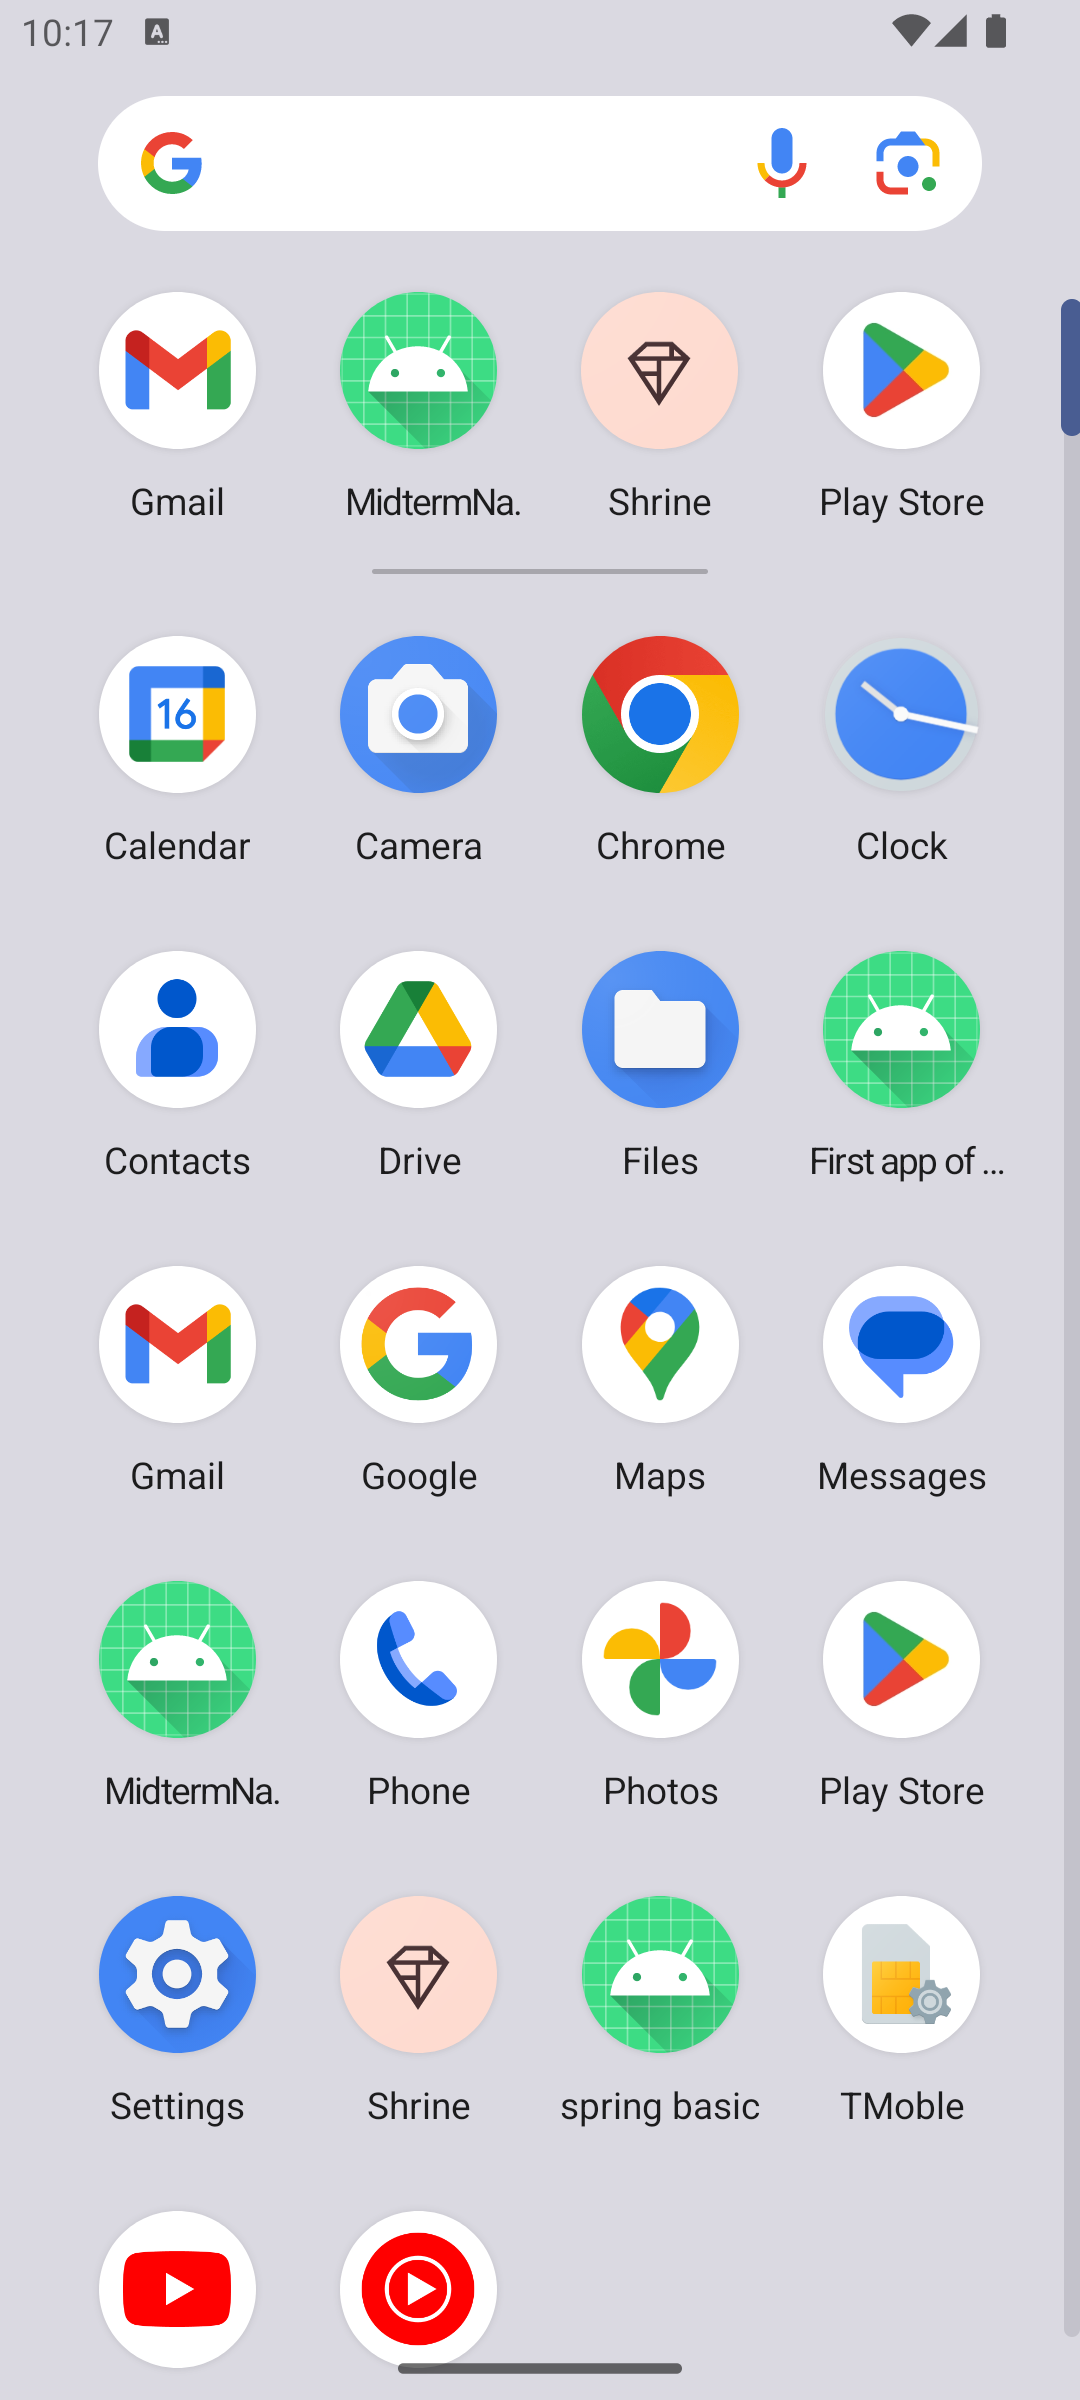 10:17
Gmail MidtermNa. Shrine Play Store
16
Calendar Camera Chrome Clock
Contacts Drive Files First app of ...
Gmail Google Maps Messages
MidtermNa. Phone Photos Play Store
Settings Shrine spring basic TMoble